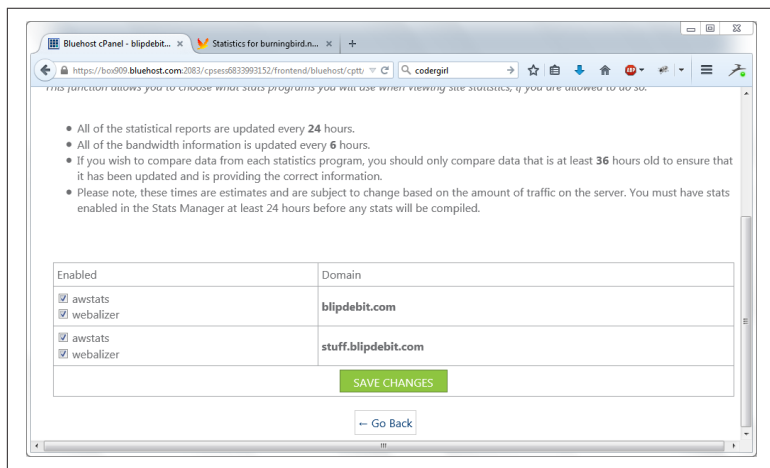 Bluehost cPanel - blipdebit... ×
Statistics for burningbird.n... × +
https://box909.bluehost.com:2083/cpsess6833993152/frontend/bluehost/cptt/
codergirl
This function allows you to choose what stats programs you will use when viewing site statistics, if you are allowed to do so.
• All of the statistical reports are updated every 24 hours.
• All of the bandwidth information is updated every 6 hours.
• If you wish to compare data from each statistics program, you should only compare data that is at least 36 hours old to ensure that
it has been updated and is providing the correct information.
• Please note, these times are estimates and are subject to change based on the amount of traffic on the server. You must have stats
enabled in the Stats Manager at least 24 hours before any stats will be compiled.
Enabled Domain
awstats
webalizer
blipdebit.com
awstats
webalizer
stuff.blipdebit.com
SAVE CHANGES
← Go Back